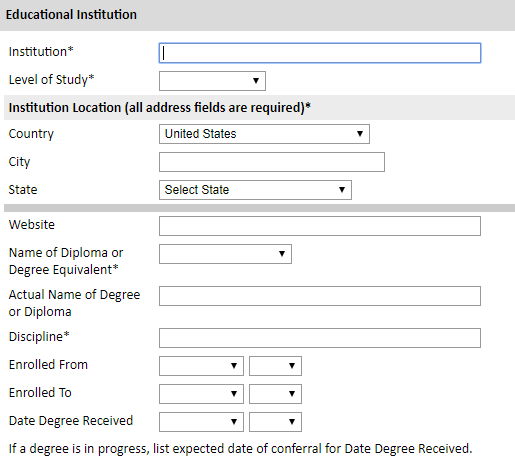 Educational Institution
Institution*
Level of Study*
Institution Location (all address fields are required)*
Country United States
City
State Select State
Website
Name of Diploma or
Degree Equivalent*
Actual Name of Degree
or Diploma
Discipline*
Enrolled From
Enrolled To
Date Degree Received
If a degree is in progress, list expected date of conferral for Date Degree Received.